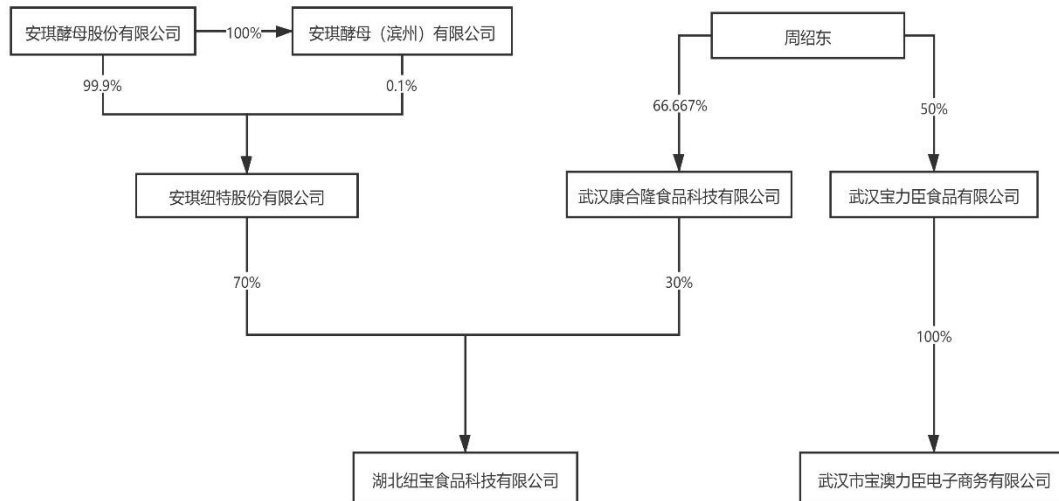 安琪酵母股份有限公司
100%
安琪酵母（滨州）有限公司
周绍东
99.9%
0.1%
66.667%
50%
安琪纽特股份有限公司
武汉康合隆食品科技有限公司
武汉宝力臣食品有限公司
70%
30%
100%
湖北纽宝食品科技有限公司
武汉市宝澳力臣电子商务有限公司